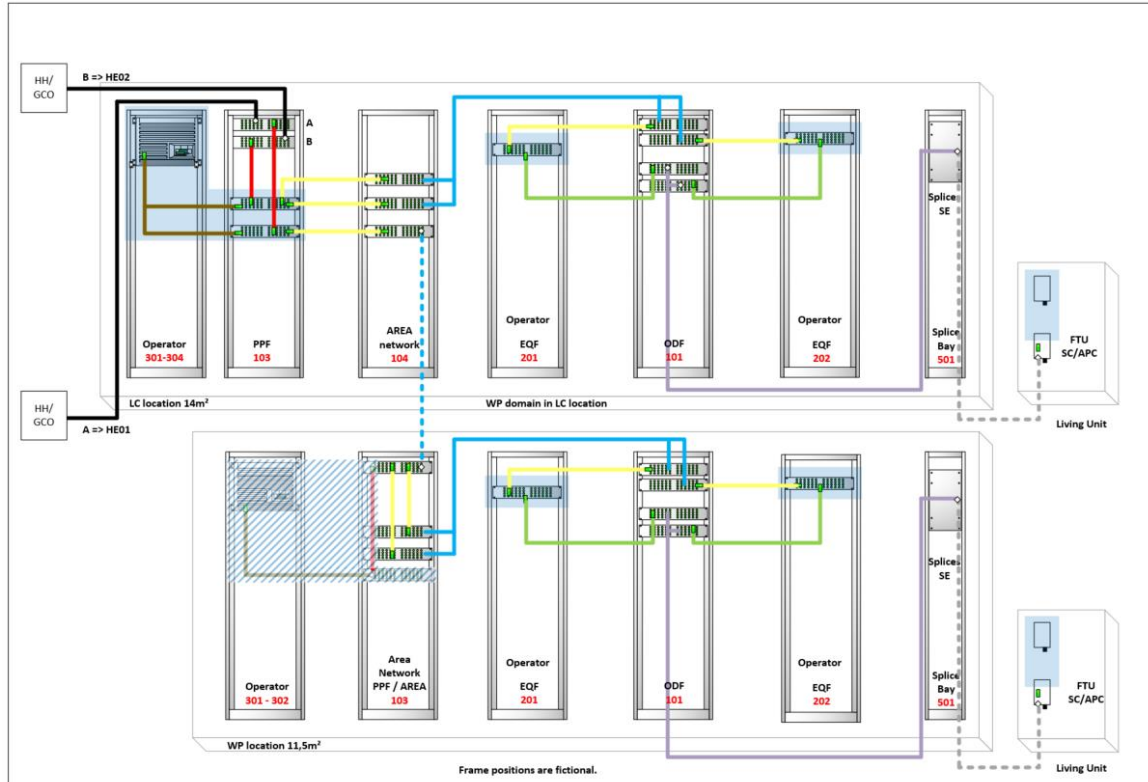 HH/
GCO
B => HE02
A
B
Operator
301-304
PPF
103
AREA
network
104
Operator
EQF
201
ODF
101
Operator
EQF
202
Splices
SE
Splice
Bay
501
FTU
SC/APC
Living Unit
LC location 14m²
WP domain in LC location
HH/
GCO
A => HE01
Operator
301 - 302
Area
Network
PPF / AREA
103
Operator
EQF
201
ODF
101
Operator
EQF
202
Splices
SE
Splice
Bay
501
FTU
SC/APC
Living Unit
WP location 11,5m²
Frame positions are fictional.